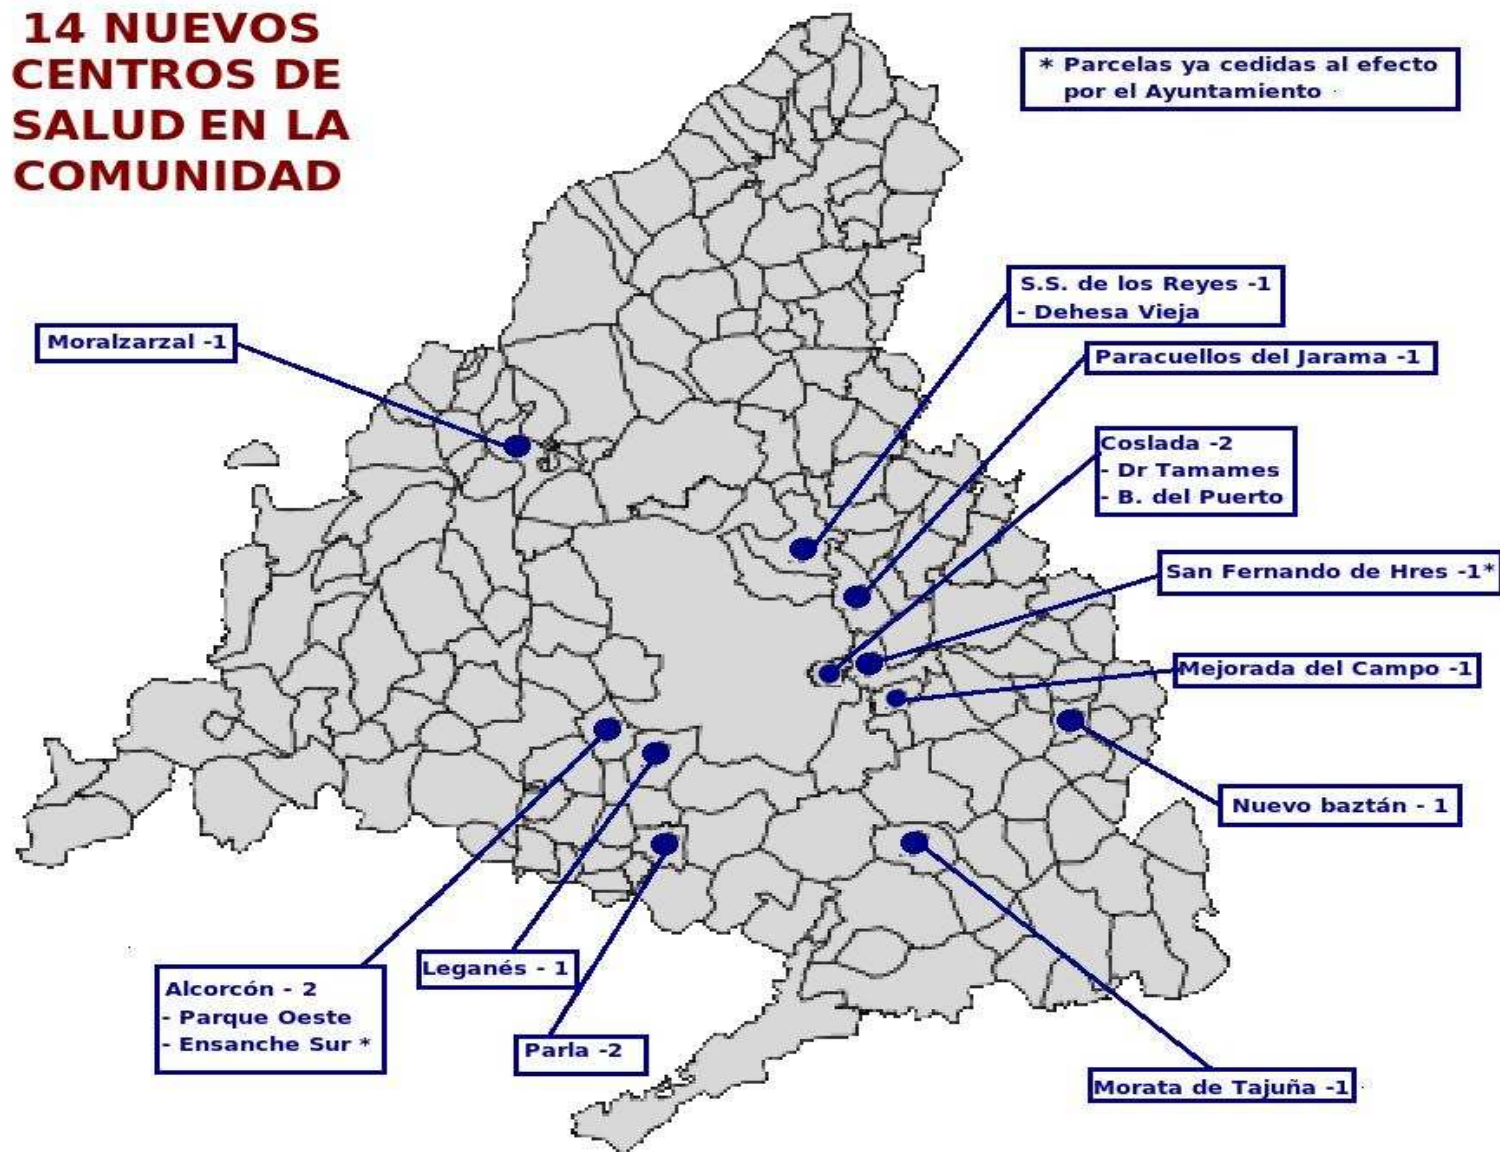 14 NUEVOS
CENTROS DE
SALUD EN LA
COMUNIDAD
* Parcelas ya cedidas al efecto
por el Ayuntamiento
S.S. de los Reyes -1
- Dehesa Vieja
Moralzarzal -1
Paracuellos del Jarama -1
Coslada -2
- Dr Tamames
- B. del Puerto
San Fernando de Hres -1*
Mejorada del Campo -1
Nuevo baztán - 1
Leganés - 1
Alcorcón - 2
- Parque Oeste
- Ensanche Sur *
Parla -2
Morata de Tajuña -1